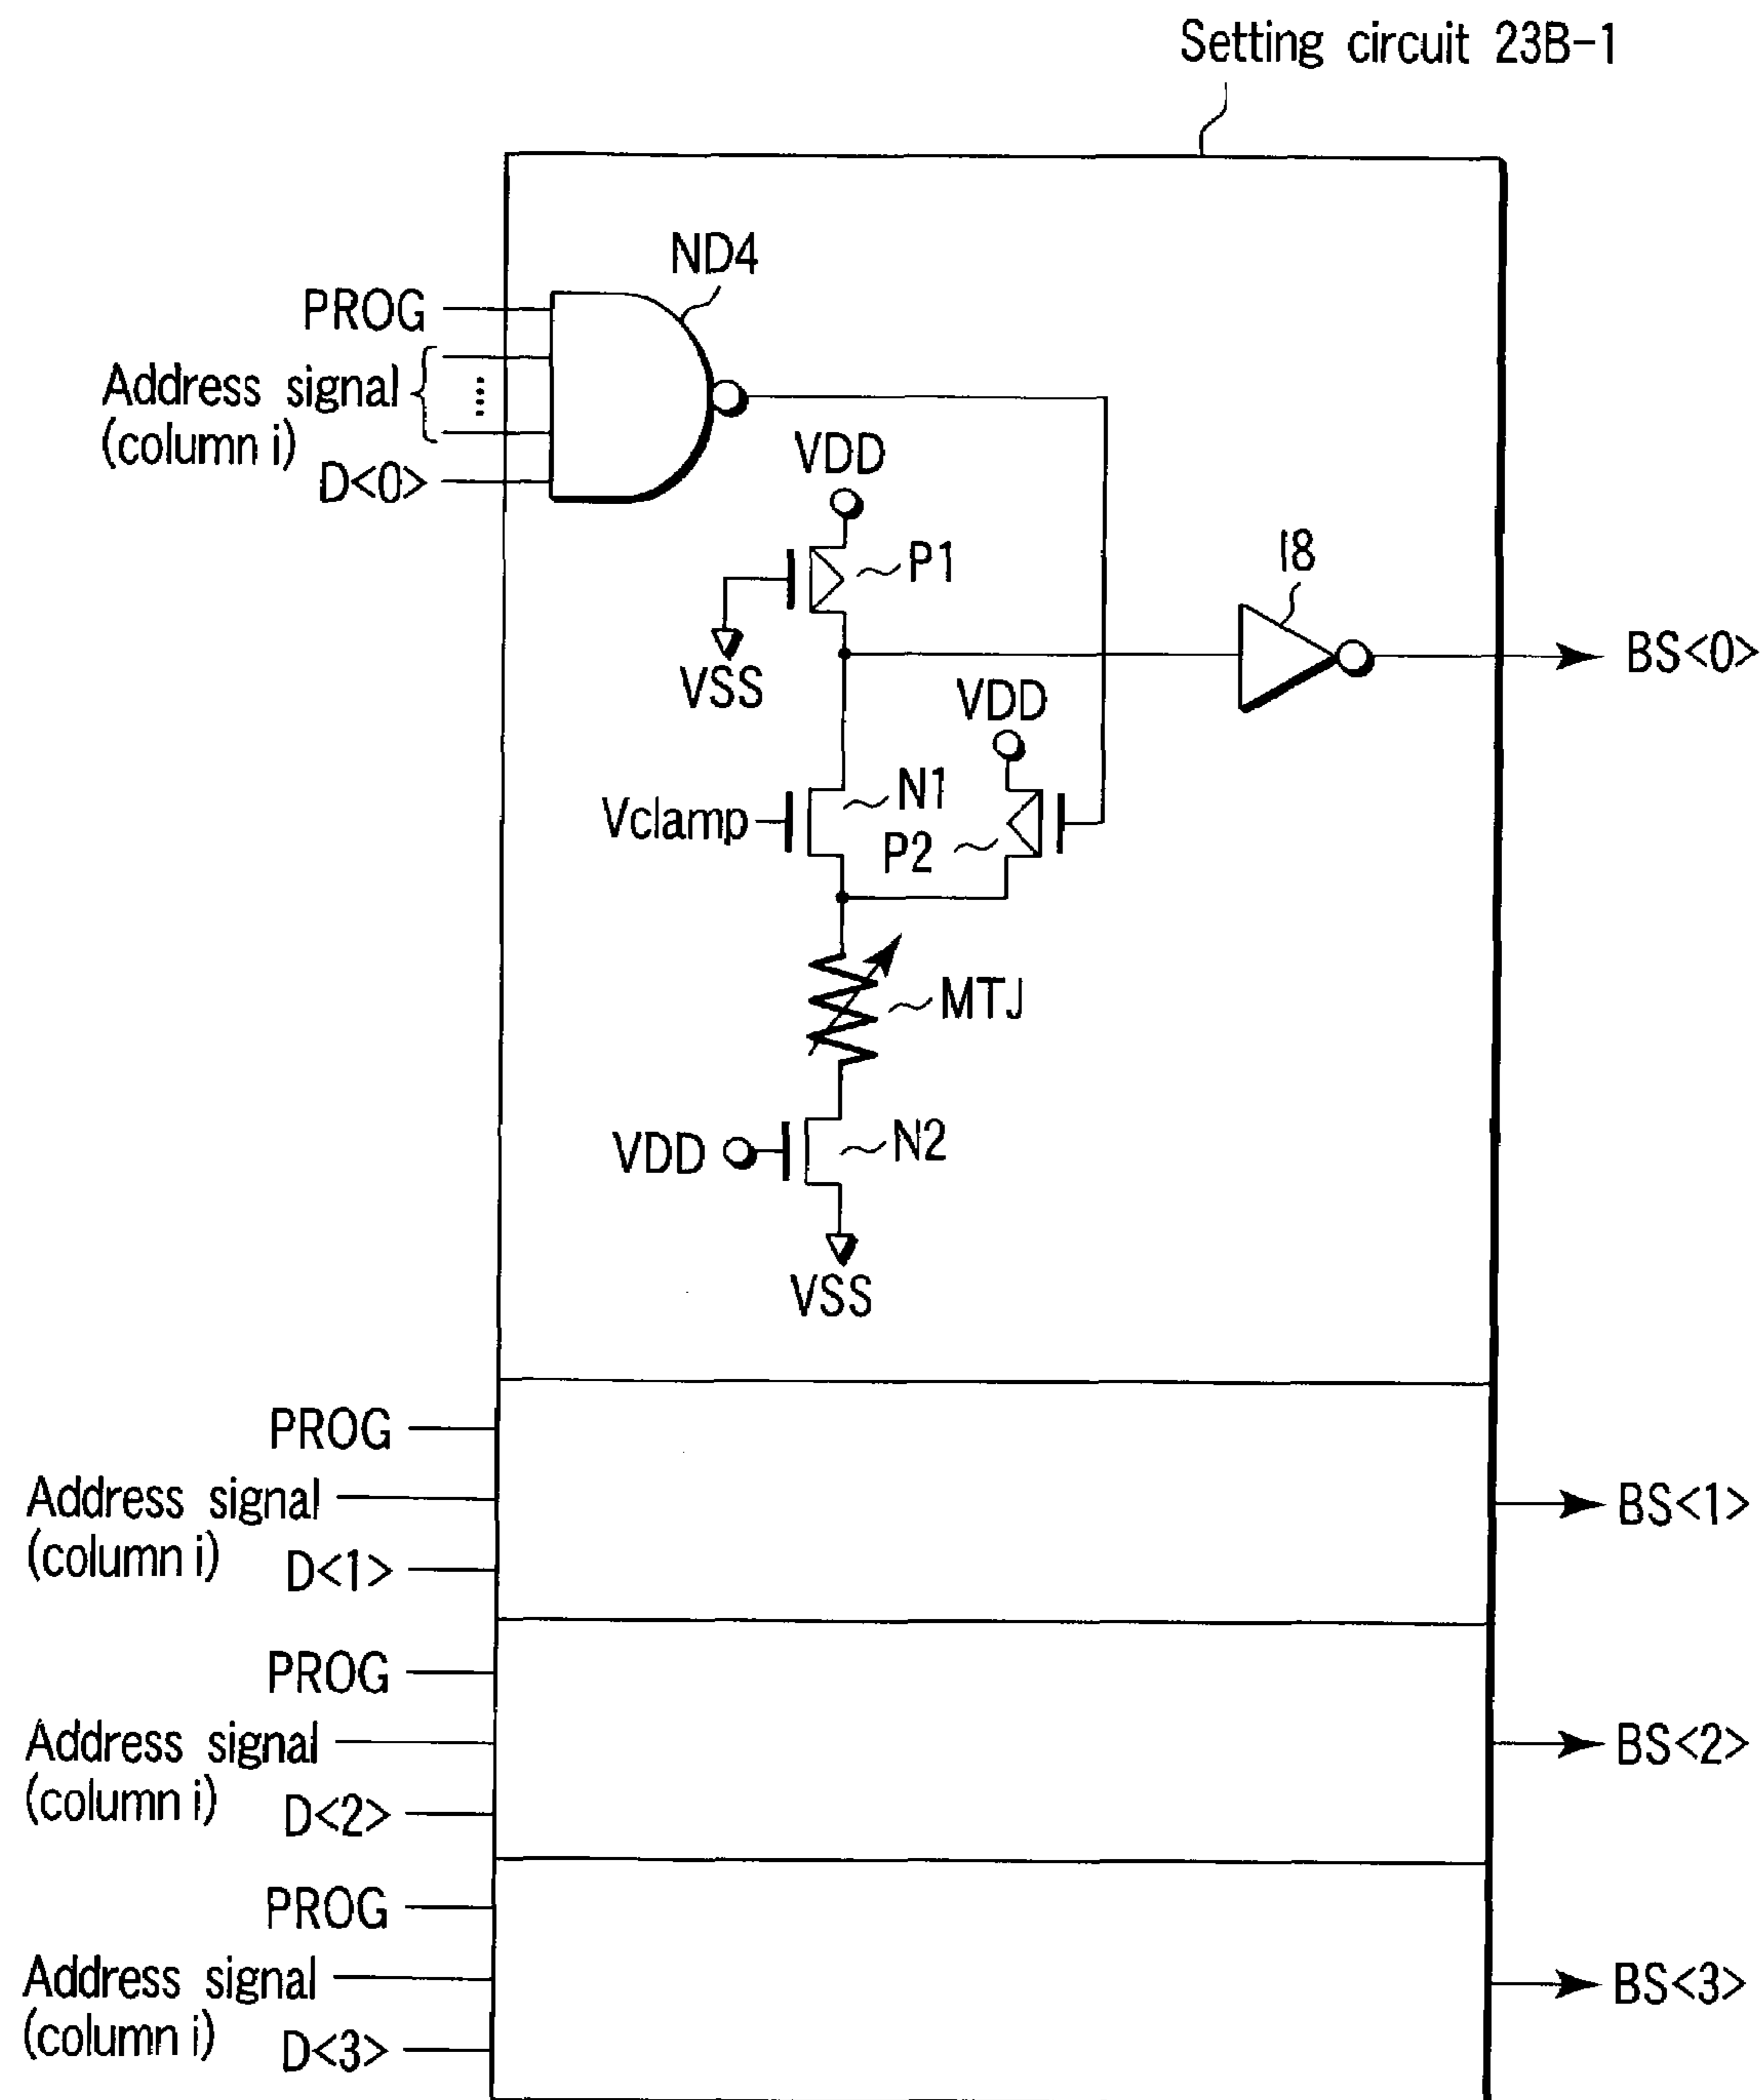 Setting circuit 23B-1
ND4
PROG
Address signal
(column i)
D<0>
VDD
P1
VSS
I8
BS<0>
VDD
Vclamp
N1
P2
MTJ
VDD
N2
VSS
PROG
Address signal
(column i)
D<1>
BS<1>
PROG
Address signal
(column i)
D<2>
BS<2>
PROG
Address signal
(column i)
D<3>
BS<3>